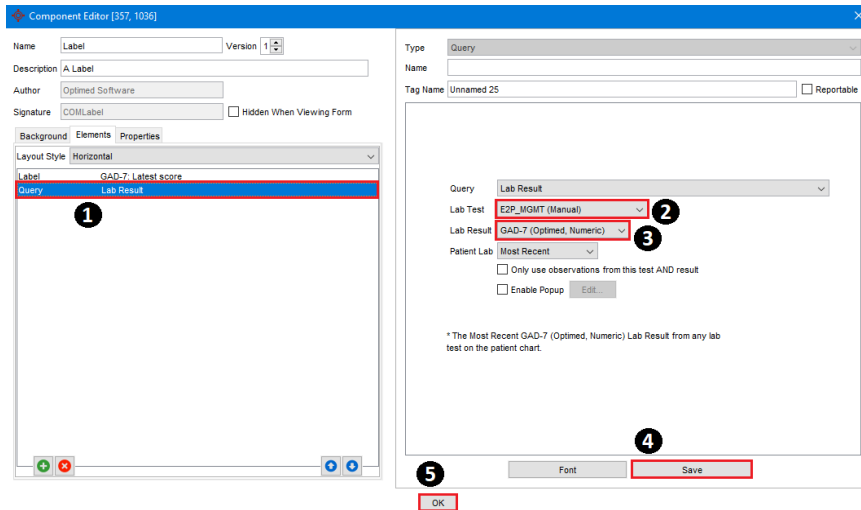 Component Editor [357, 1036]
Name Label Version 1
Description A Label
Author Optimed Software
Signature COMLabel Hidden When Viewing Form
Background Elements Properties
Layout Style Horizontal
Label GAD-7: Latest score
Query Lab Result
1
Type Query
Name
Tag Name Unnamed 25 Reportable
Query Lab Result
Lab Test E2P_MGMT (Manual) 2
Lab Result GAD-7 (Optimed, Numeric) 3
Patient Lab Most Recent
Only use observations from this test AND result
Enable Popup Edit...
* The Most Recent GAD-7 (Optimed, Numeric) Lab Result from any lab
test on the patient chart.
4
Font Save
5
OK